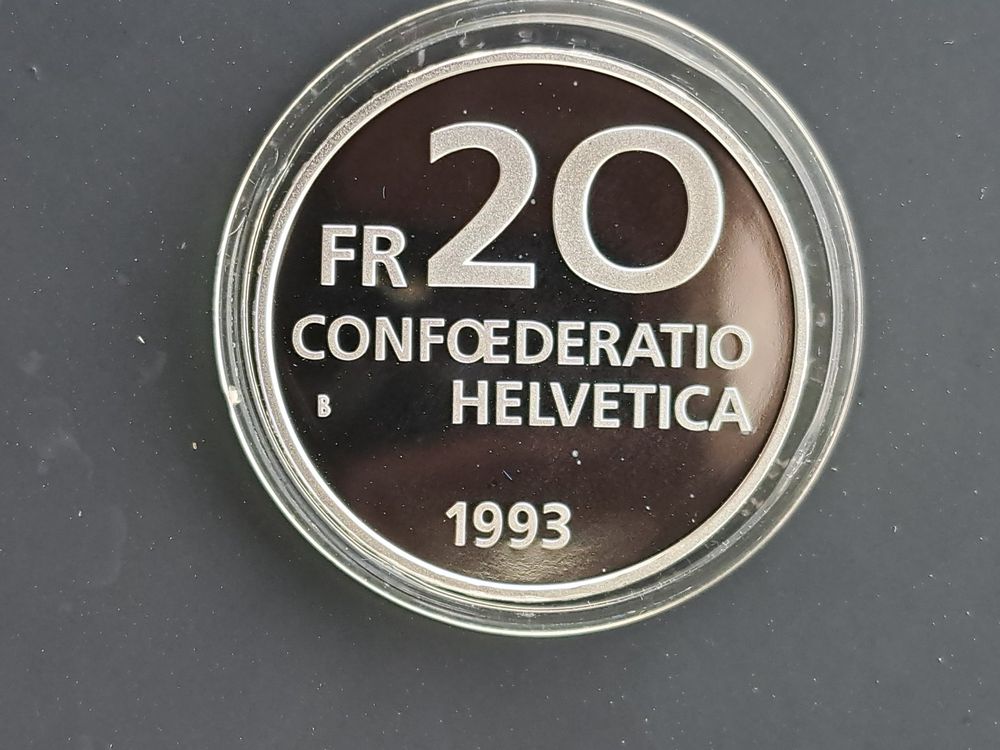 FR 20
CONFŒDERATIO
B HELVETICA
1993